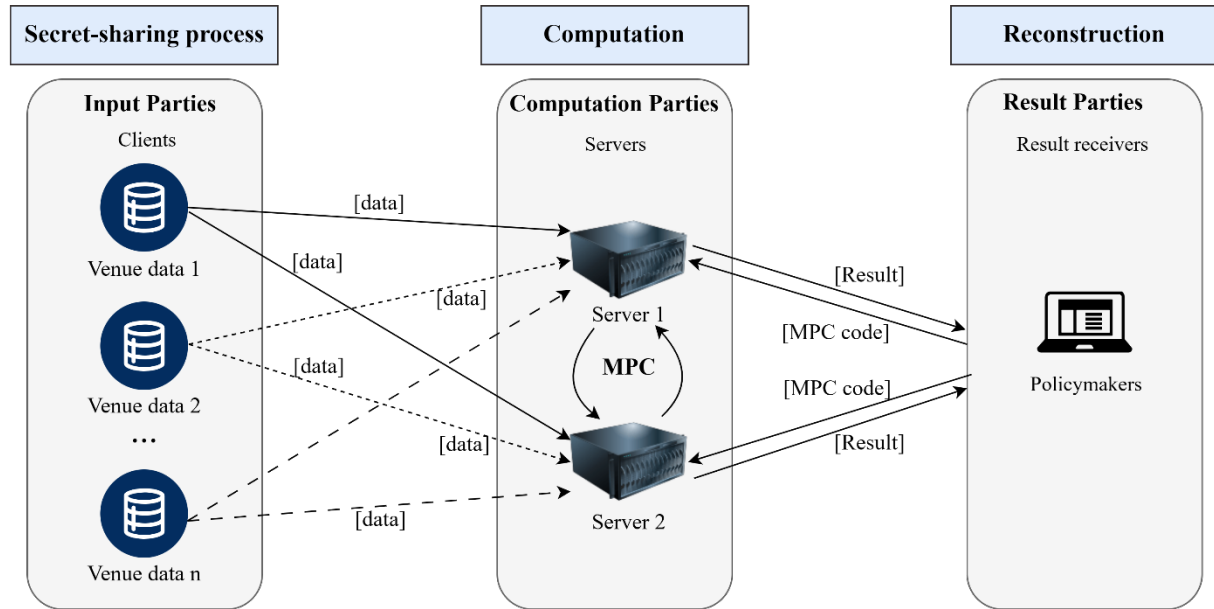 Secret-sharing process
Computation
Reconstruction
Input Parties
Clients
Venue data 1
Venue data 2
...
Venue data n
[data]
[data]
[data]
[data]
[data]
[data]
Computation Parties
Servers
Server 1
MPC
Server 2
[Result]
[MPC code]
[MPC code]
[Result]
Result Parties
Result receivers
Policymakers